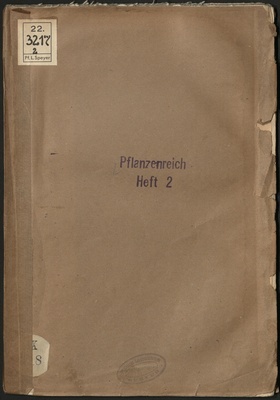 22.
3217
2
Pf. L. Speyer
Pflanzenreich
Heft 2
8